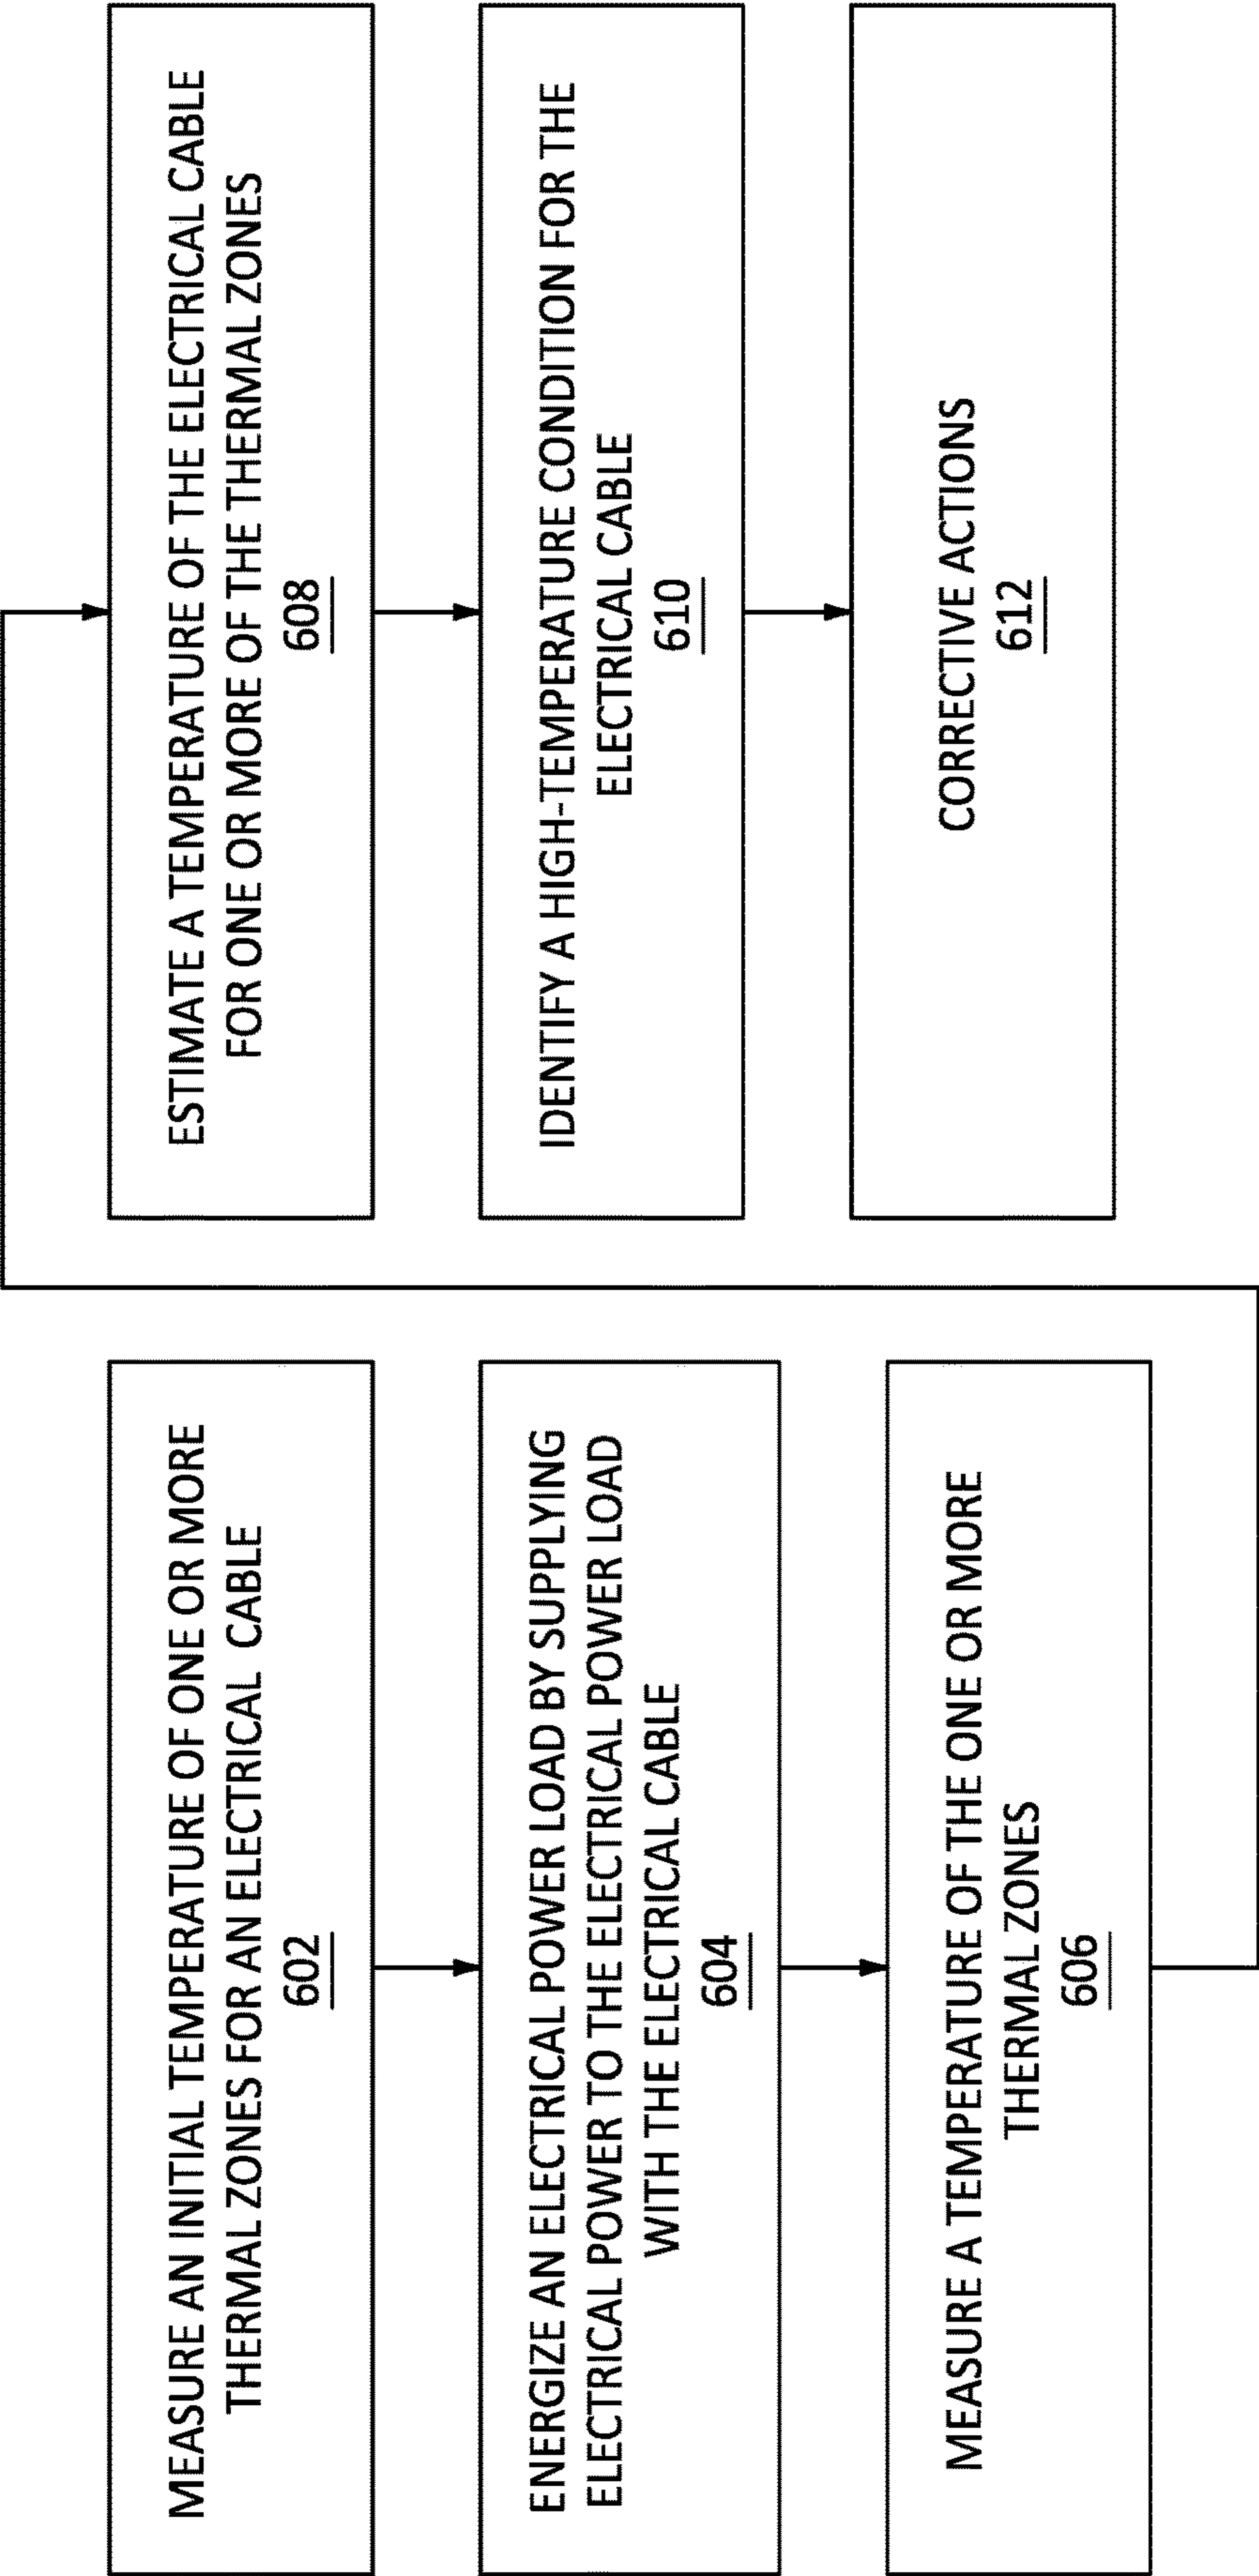 MEASURE AN INITIAL TEMPERATURE OF ONE OR MORE
THERMAL ZONES FOR AN ELECTRICAL CABLE
602
ENERGIZE AN ELECTRICAL POWER LOAD BY SUPPLYING
ELECTRICAL POWER TO THE ELECTRICAL POWER LOAD
WITH THE ELECTRICAL CABLE
604
MEASURE A TEMPERATURE OF THE ONE OR MORE
THERMAL ZONES
606
ESTIMATE A TEMPERATURE OF THE ELECTRICAL CABLE
FOR ONE OR MORE OF THE THERMAL ZONES
608
IDENTIFY A HIGH-TEMPERATURE CONDITION FOR THE
ELECTRICAL CABLE
610
CORRECTIVE ACTIONS
612